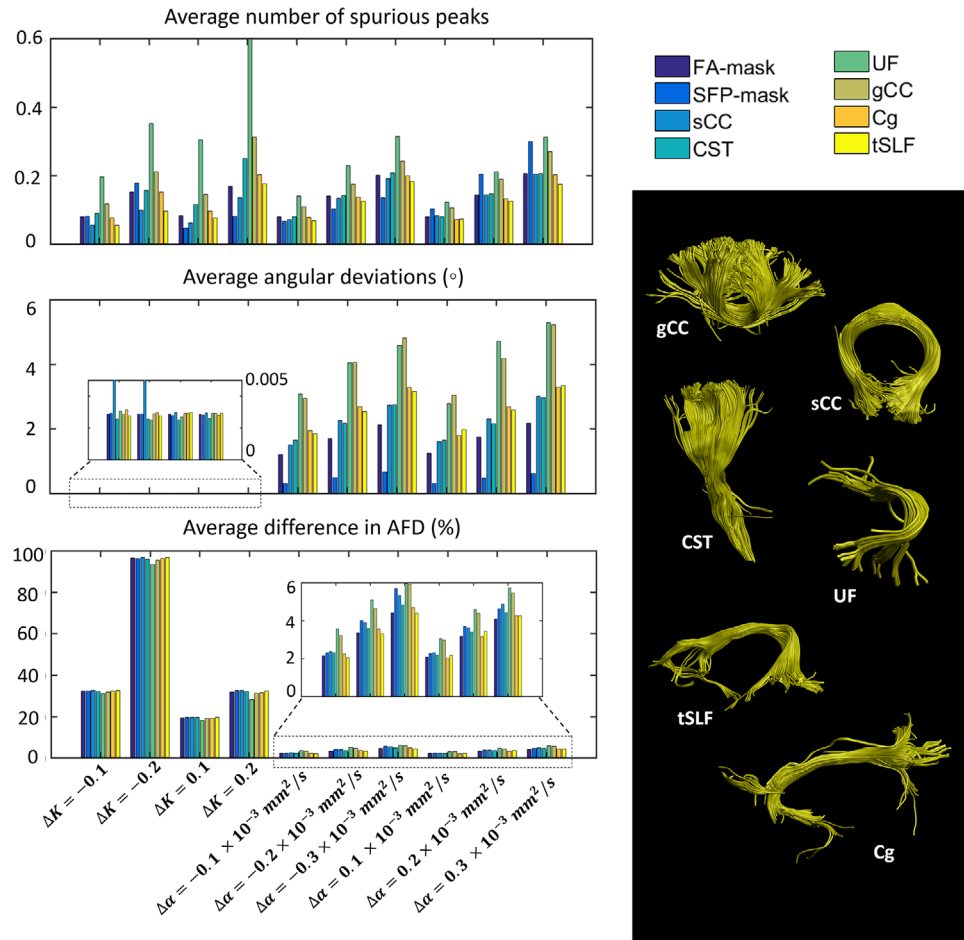 Average number of spurious peaks
0.6
0.4
0.2
0
Average angular deviations (°)
6
4
2
0
0.005
0
Average difference in AFD (%)
100
80
60
40
20
0
6
4
2
0
ΔK = −0.1
ΔK = −0.2
ΔK = 0.1
ΔK = 0.2
Δα = −0.1 × 10⁻³ mm²/s
Δα = −0.2 × 10⁻³ mm²/s
Δα = −0.3 × 10⁻³ mm²/s
Δα = 0.1 × 10⁻³ mm²/s
Δα = 0.2 × 10⁻³ mm²/s
Δα = 0.3 × 10⁻³ mm²/s
FA-mask
SFP-mask
sCC
CST
UF
gCC
Cg
tSLF
gCC
sCC
CST
UF
tSLF
Cg